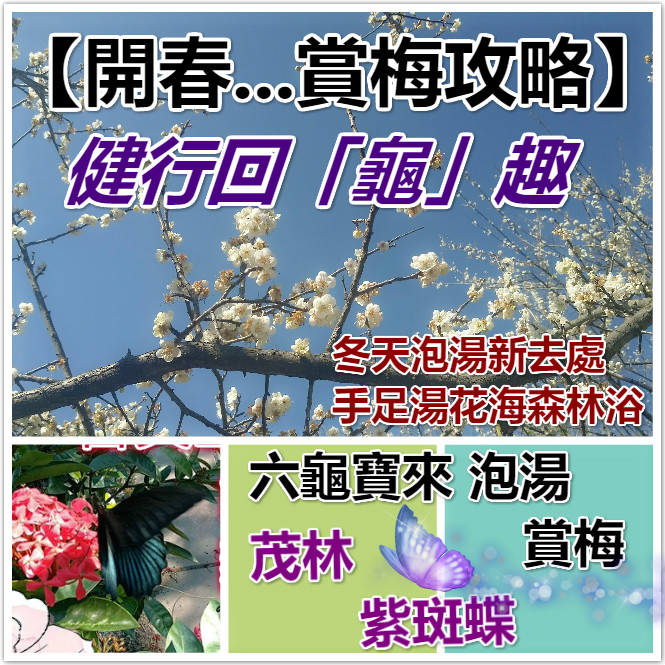 【開春...賞梅攻略】
健行回「龜」趣
冬天泡湯新去處
手足湯花海森林浴
六龜寶來 泡湯
賞梅
茂林
紫斑蝶